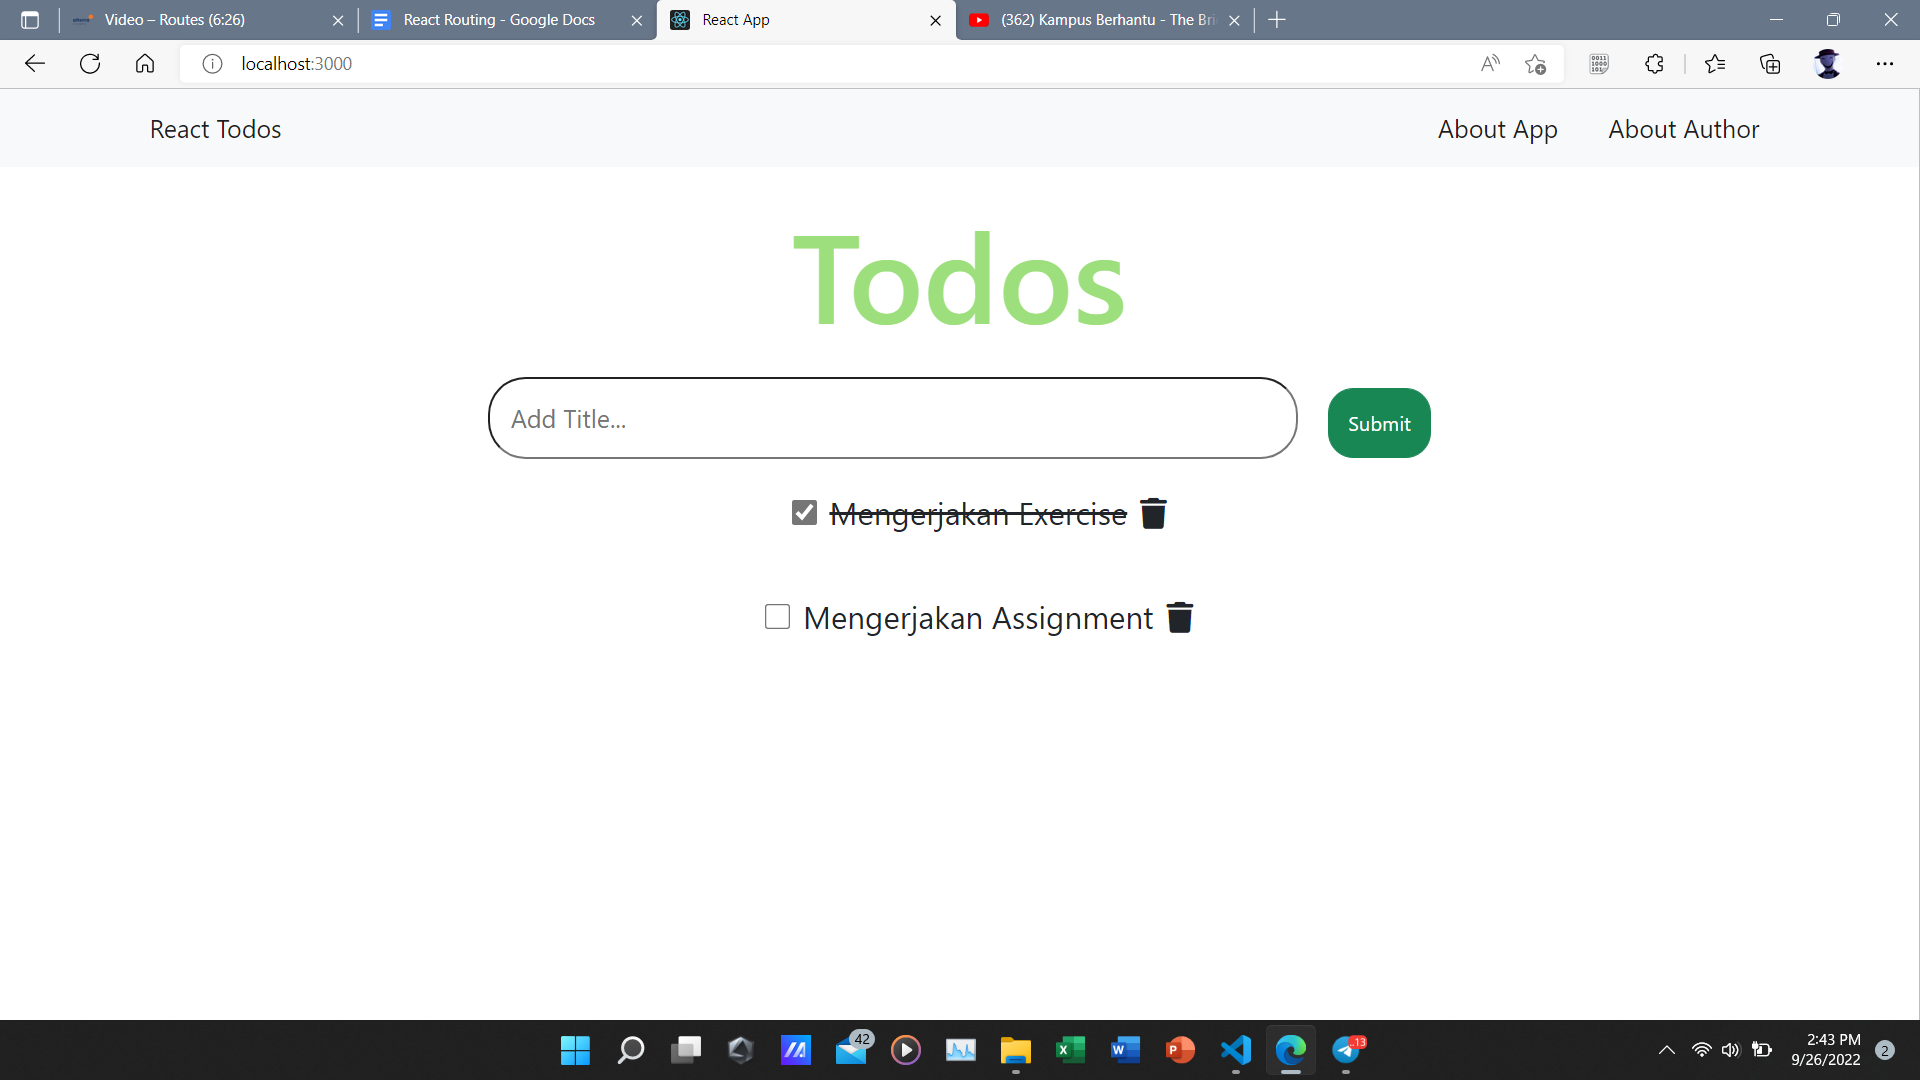 Video – Routes (6:26)
React Routing - Google Docs
React App
(362) Kampus Berhantu - The Bri
localhost:3000
React Todos
About App
About Author
Todos
Add Title...
Submit
Mengerjakan Exercise
Mengerjakan Assignment
42
13
2:43 PM
9/26/2022
2